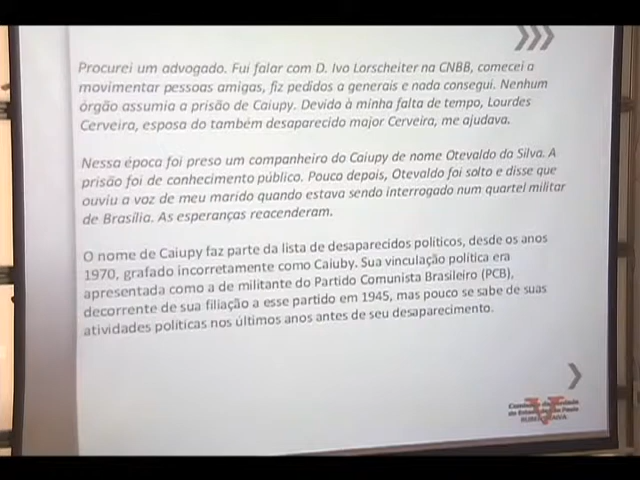 Procurei um advogado. Fui falar com D. Ivo Lorscheiter na CNBB, comecei a
movimentar pessoas amigas, fiz pedidos a generais e nada consegui. Nenhum
órgão assumia a prisão de Caiupy. Devido à minha falta de tempo, Lourdes
Cerveira, esposa do também desaparecido major Cerveira, me ajudava.
Nessa época foi preso um companheiro do Caiupy de nome Otevaldo da Silva. A
prisão foi de conhecimento público. Pouco depois, Otevaldo foi solto e disse que
ouviu a voz de meu marido quando estava sendo interrogado num quartel militar
de Brasília. As esperanças reacenderam.
O nome de Caiupy faz parte da lista de desaparecidos políticos, desde os anos
1970, grafado incorretamente como Caiuby. Sua vinculação política era
apresentada como a de militante do Partido Comunista Brasileiro (PCB),
decorrente de sua filiação a esse partido em 1945, mas pouco se sabe de suas
atividades políticas nos últimos anos antes de seu desaparecimento.